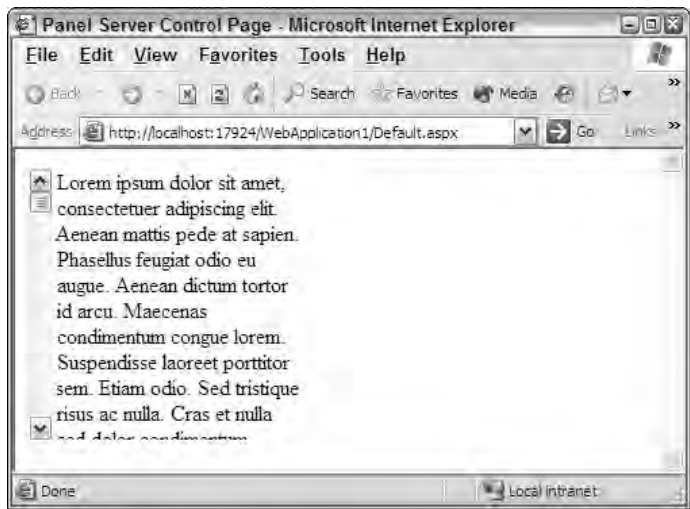 Panel Server Control Page - Microsoft Internet Explorer
File Edit View Favorites Tools Help
Back Search Favorites Media »
Address http://localhost:17924/WebApplication1/Default.aspx Go Links »
Lorem ipsum dolor sit amet,
consectetuer adipiscing elit.
Aenean mattis pede at sapien.
Phasellus feugiat odio eu
augue. Aenean dictum tortor
id arcu. Maecenas
condimentum congue lorem.
Suspendisse laoreet porttitor
sem. Etiam odio. Sed tristique
risus ac nulla. Cras et nulla
sed dolor condimentum
Done Local intranet